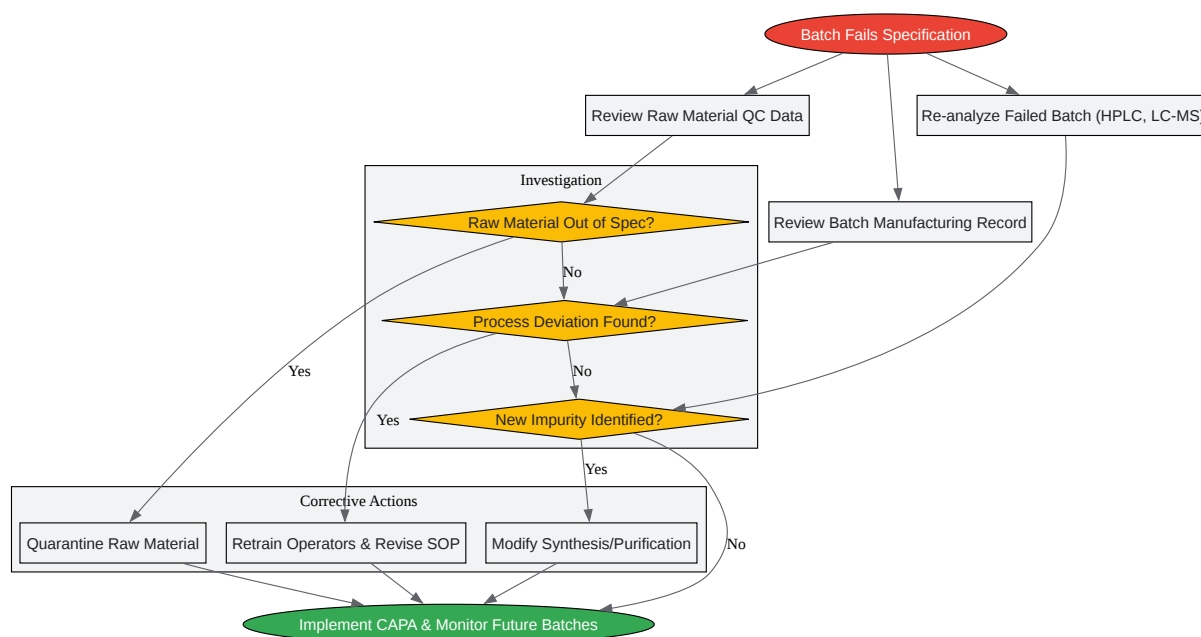 Batch Fails Specification
Review Raw Material QC Data
Re-analyze Failed Batch (HPLC, LC-MS)
Investigation
Raw Material Out of Spec?
Review Batch Manufacturing Record
No
Process Deviation Found?
Yes
No
Yes
New Impurity Identified?
Yes
Corrective Actions
Quarantine Raw Material
Retrain Operators & Revise SOP
Modify Synthesis/Purification
No
Implement CAPA & Monitor Future Batches